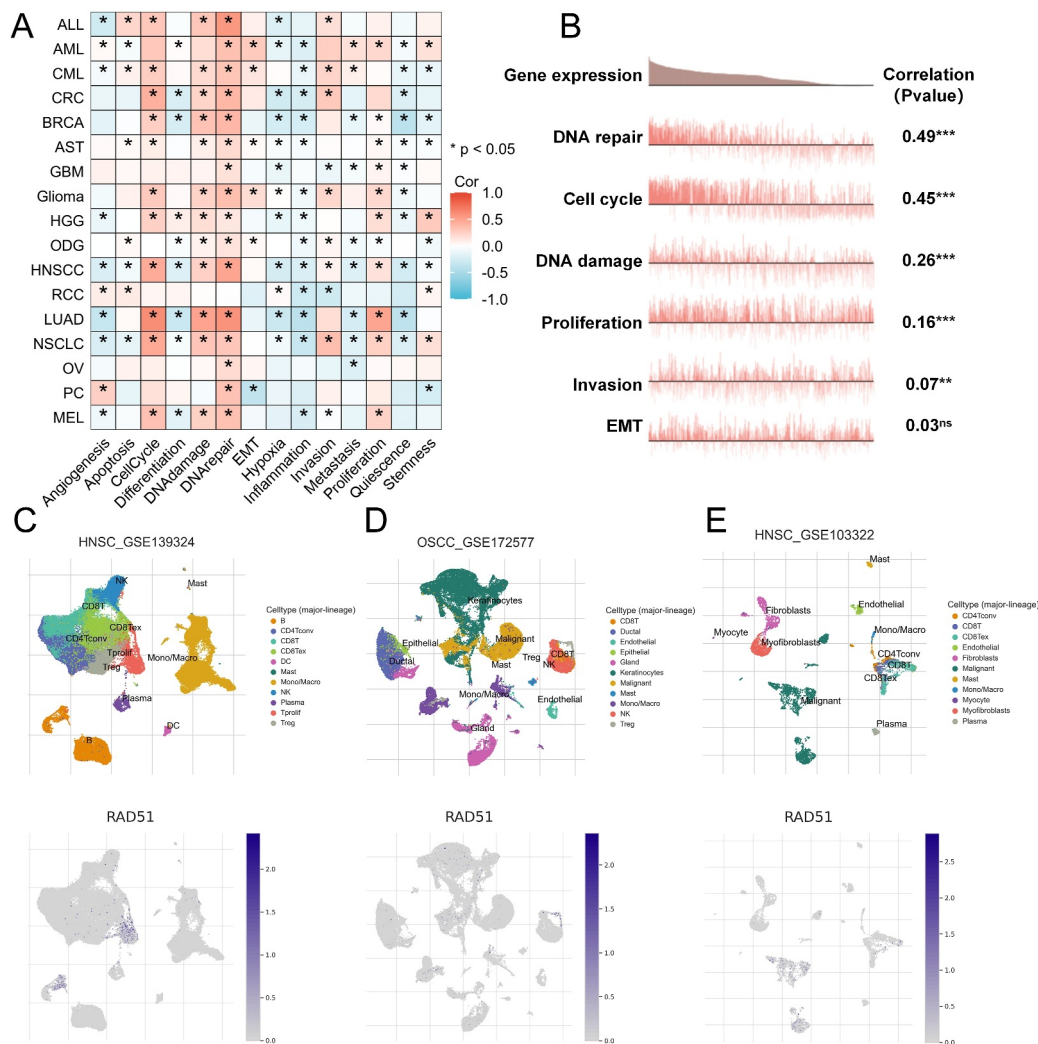 A
ALL
AML
CML
CRC
BRCA
AST
GBM
Glioma
HGG
ODG
HNSCC
RCC
LUAD
NSCLC
OV
PC
MEL
Angiogenesis
Apoptosis
CellCycle
Differentiation
DNAdamage
DNArepair
EMT
Hypoxia
Inflammation
Invasion
Metastasis
Proliferation
Quiescence
Stemness
* p < 0.05
Cor
1.0
0.5
0.0
-0.5
-1.0
B
Gene expression
Correlation
(Pvalue)
DNA repair
0.49***
Cell cycle
0.45***
DNA damage
0.26***
Proliferation
0.16***
Invasion
0.07**
EMT
0.03ns
C
HNSC_GSE139324
NK
Mast
CD8T
CD8Tex
CD4Tconv
Tprolif
Mono/Macro
Treg
Plasma
DC
B
Celltype (major-lineage)
B
CD4Tconv
CD8T
CD8Tex
DC
Mast
Mono/Macro
NK
Plasma
Tprolif
Treg
D
OSCC_GSE172577
Keratinocytes
Epithelial
Malignant
Ductal
Treg
CD8T
Mast
NK
Mono/Macro
Endothelial
Gland
Celltype (major-lineage)
CD8T
Ductal
Endothelial
Epithelial
Gland
Keratinocytes
Malignant
Mast
Mono/Macro
NK
Treg
E
HNSC_GSE103322
Mast
Fibroblasts
Endothelial
Myocyte
Mono/Macro
Myofibroblasts
CD4Tconv
CD8T
CD8Tex
Malignant
Plasma
Celltype (major-lineage)
CD4Tconv
CD8T
CD8Tex
Endothelial
Fibroblasts
Malignant
Mast
Mono/Macro
Myocyte
Myofibroblasts
Plasma
RAD51
2.0
1.5
1.0
0.5
0.0
RAD51
2.0
1.5
1.0
0.5
0.0
RAD51
2.5
2.0
1.5
1.0
0.5
0.0